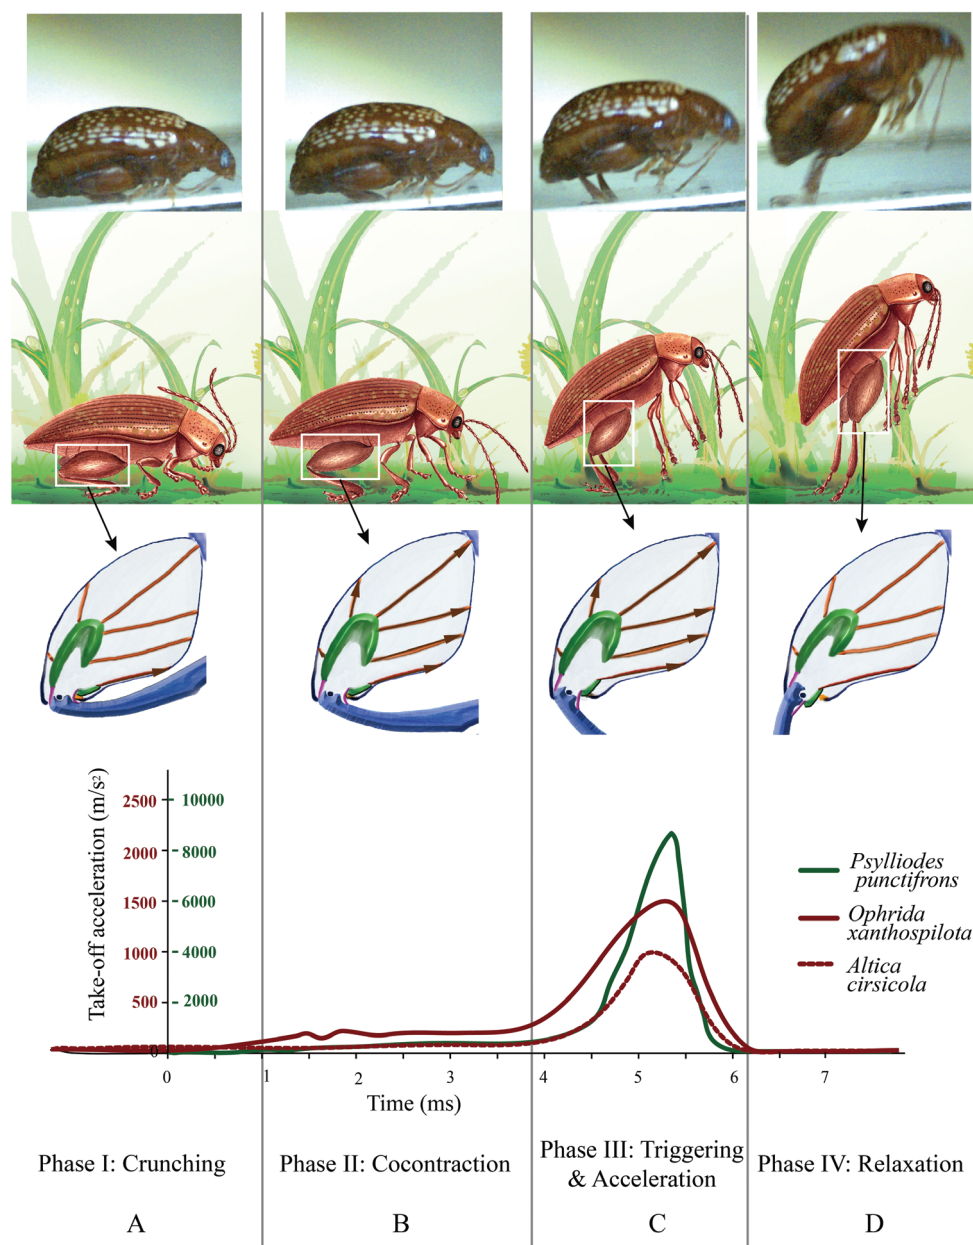 Take-off acceleration (m/s²)
2500
2000
1500
1000
500
0
10000
8000
6000
4000
2000
Psylliodes
punctifrons
Ophrida
xanthospilota
Altica
cirsicola
0 1 2 3 4 5 6 7
Time (ms)
Phase I: Crunching
Phase II: Cocontraction
Phase III: Triggering
& Acceleration
Phase IV: Relaxation
A B C D